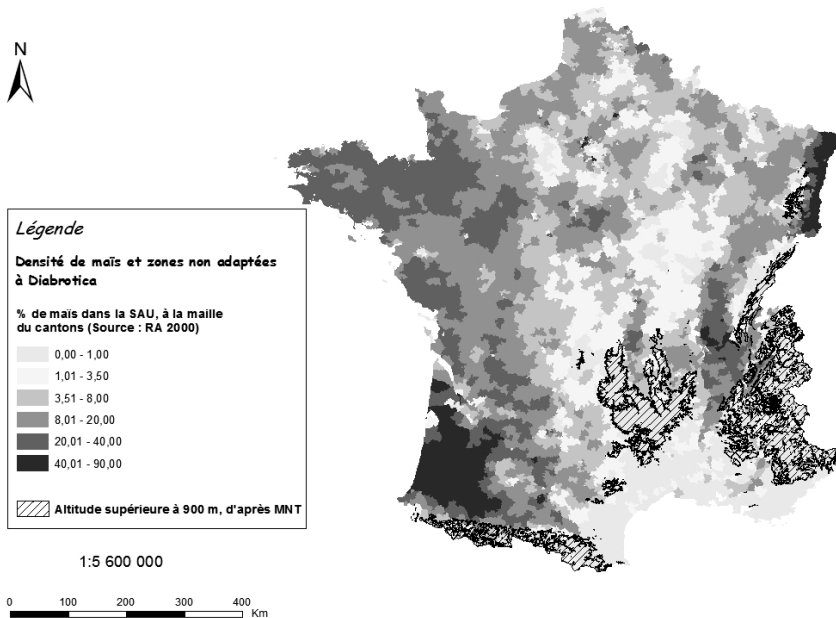 N
Légende
Densité de maïs et zones non adaptées
à Diabrotica
% de maïs dans la SAU, à la maille
du cantons (Source : RA 2000)
0,00 - 1,00
1,01 - 3,50
3,51 - 8,00
8,01 - 20,00
20,01 - 40,00
40,01 - 90,00
Altitude supérieure à 900 m, d'après MNT
1:5 600 000
0 100 200 300 400
Km